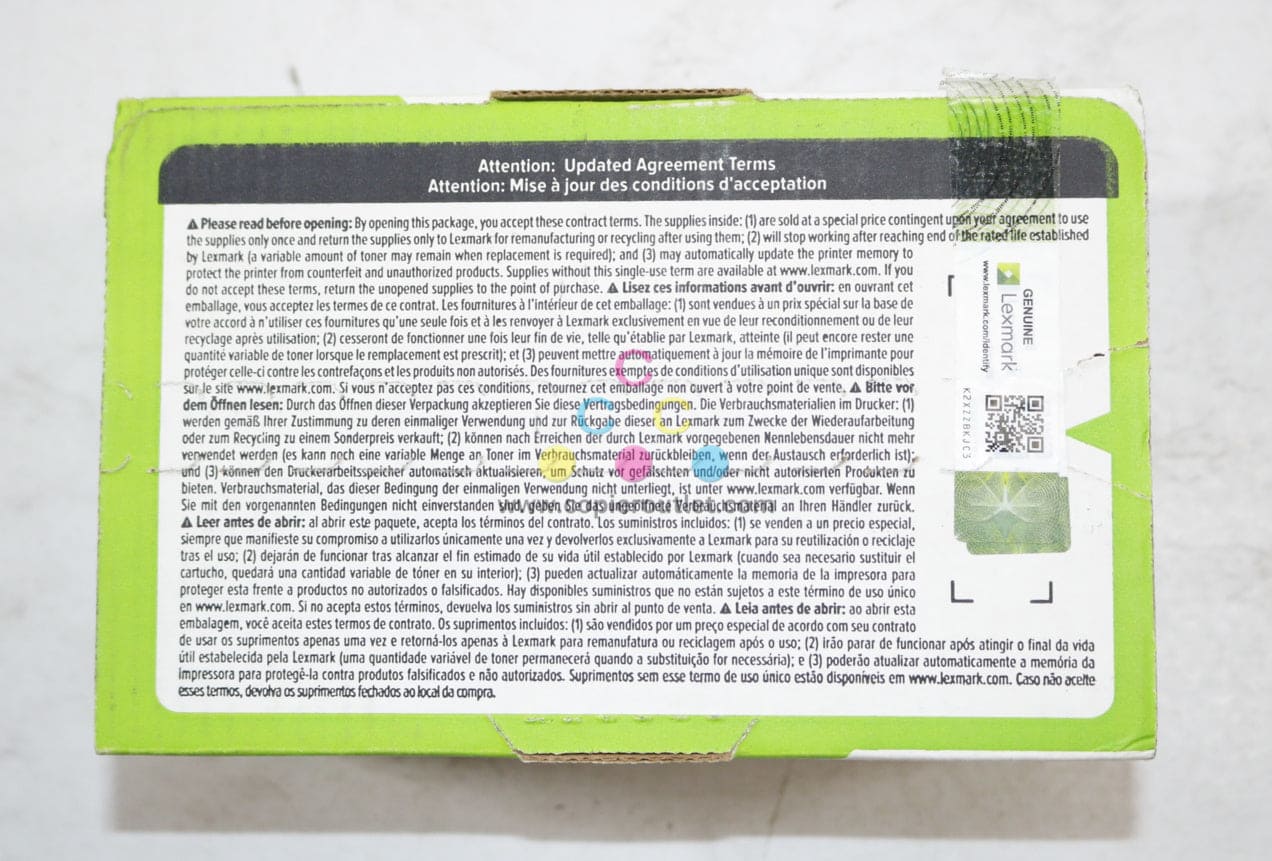 Attention: Updated Agreement Terms
Attention: Mise à jour des conditions d'acceptation
⚠ Please read before opening: By opening this package, you accept these contract terms. The supplies inside: (1) are sold at a special price contingent upon your agreement to use
the supplies only once and return the supplies only to Lexmark for remanufacturing or recycling after using them; (2) will stop working after reaching end of the rated life established
by Lexmark (a variable amount of toner may remain when replacement is required); and (3) may automatically update the printer memory to
protect the printer from counterfeit and unauthorized products. Supplies without this single-use term are available at www.lexmark.com. If you
do not accept these terms, return the unopened supplies to the point of purchase. ⚠ Lisez ces informations avant d'ouvrir: en ouvrant cet
emballage, vous acceptez les termes de ce contrat. Les fournitures à l'intérieur de cet emballage: (1) sont vendues à un prix spécial sur la base de
votre accord à n'utiliser ces fournitures qu'une seule fois et à les renvoyer à Lexmark exclusivement en vue de leur reconditionnement ou de leur
recyclage après utilisation; (2) cesseront de fonctionner une fois leur fin de vie, telle qu'établie par Lexmark, atteinte (il peut encore rester une
quantité variable de toner lorsque le remplacement est prescrit); et (3) peuvent mettre automatiquement à jour la mémoire de l'imprimante pour
protéger celle-ci contre les contrefaçons et les produits non autorisés. Des fournitures exemptes de conditions d'utilisation unique sont disponibles
sur le site www.lexmark.com. Si vous n'acceptez pas ces conditions, retournez cet emballage non ouvert à votre point de vente. ⚠ Bitte vor
dem Öffnen lesen: Durch das Öffnen dieser Verpackung akzeptieren Sie diese Vertragsbedingungen. Die Verbrauchsmaterialien im Drucker: (1)
werden gemäß Ihrer Zustimmung zu deren einmaliger Verwendung und zur Rückgabe dieser an Lexmark zum Zwecke der Wiederaufarbeitung
oder zum Recycling zu einem Sonderpreis verkauft; (2) können nach Erreichen der durch Lexmark vorgegebenen Nennlebensdauer nicht mehr
verwendet werden (es kann noch eine variable Menge an Toner im Verbrauchsmaterial zurückbleiben, wenn der Austausch erforderlich ist);
und (3) können den Druckerarbeitsspeicher automatisch aktualisieren, um Schutz vor gefälschten und/oder nicht autorisierten Produkten zu
bieten. Verbrauchsmaterial, das dieser Bedingung der einmaligen Verwendung nicht unterliegt, ist unter www.lexmark.com verfügbar. Wenn
Sie mit den vorgenannten Bedingungen nicht einverstanden sind, geben Sie das ungeöffnete Verbrauchsmaterial an Ihren Händler zurück.
⚠ Leer antes de abrir: al abrir este paquete, acepta los términos del contrato. Los suministros incluidos: (1) se venden a un precio especial,
siempre que manifieste su compromiso a utilizarlos únicamente una vez y devolverlos exclusivamente a Lexmark para su reutilización o reciclaje
tras el uso; (2) dejarán de funcionar tras alcanzar el fin estimado de su vida útil establecido por Lexmark (cuando sea necesario sustituir el
cartucho, quedará una cantidad variable de tóner en su interior); (3) pueden actualizar automáticamente la memoria de la impresora para
proteger esta frente a productos no autorizados o falsificados. Hay disponibles suministros que no están sujetos a este término de uso único
en www.lexmark.com. Si no acepta estos términos, devuelva los suministros sin abrir al punto de venta. ⚠ Leia antes de abrir: ao abrir esta
embalagem, você aceita estes termos de contrato. Os suprimentos incluídos: (1) são vendidos por um preço especial de acordo com seu contrato
de usar os suprimentos apenas uma vez e retorná-los apenas à Lexmark para remanufatura ou reciclagem após o uso; (2) irão parar de funcionar após atingir o final da vida
útil estabelecida pela Lexmark (uma quantidade variável de toner permanecerá quando a substituição for necessária); e (3) poderão atualizar automaticamente a memória da
impressora para protegê-la contra produtos falsificados e não autorizados. Suprimentos sem esse termo de uso único estão disponíveis em www.lexmark.com. Caso não aceite
esses termos, devolva os suprimentos fechados ao local da compra.
GENUINE
Lexmark
www.lexmark.com/identify
K2XZZBKJC5
www.copieroutlet.com